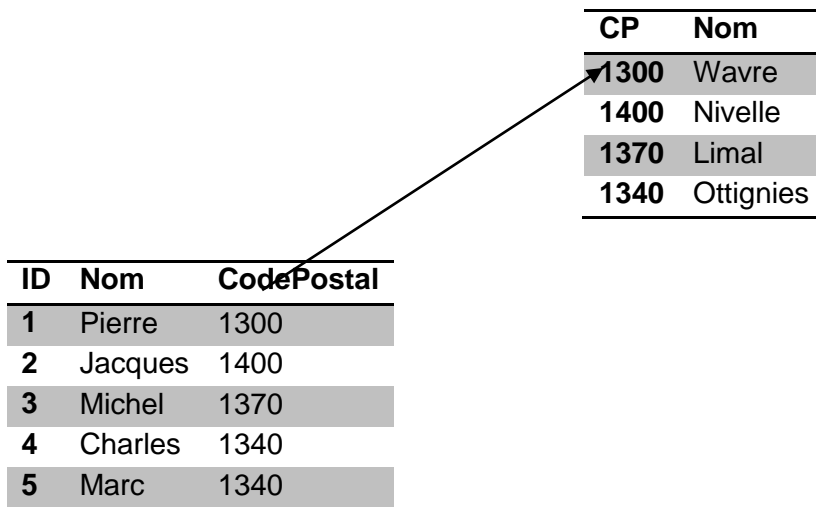 CP Nom
1300 Wavre
1400 Nivelle
1370 Limal
1340 Ottignies
ID Nom CodePostal
1 Pierre 1300
2 Jacques 1400
3 Michel 1370
4 Charles 1340
5 Marc 1340